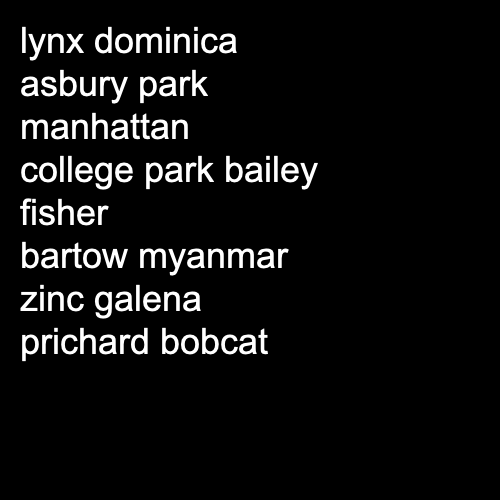 lynx dominica
asbury park
manhattan
college park bailey
fisher
bartow myanmar
zinc galena
prichard bobcat